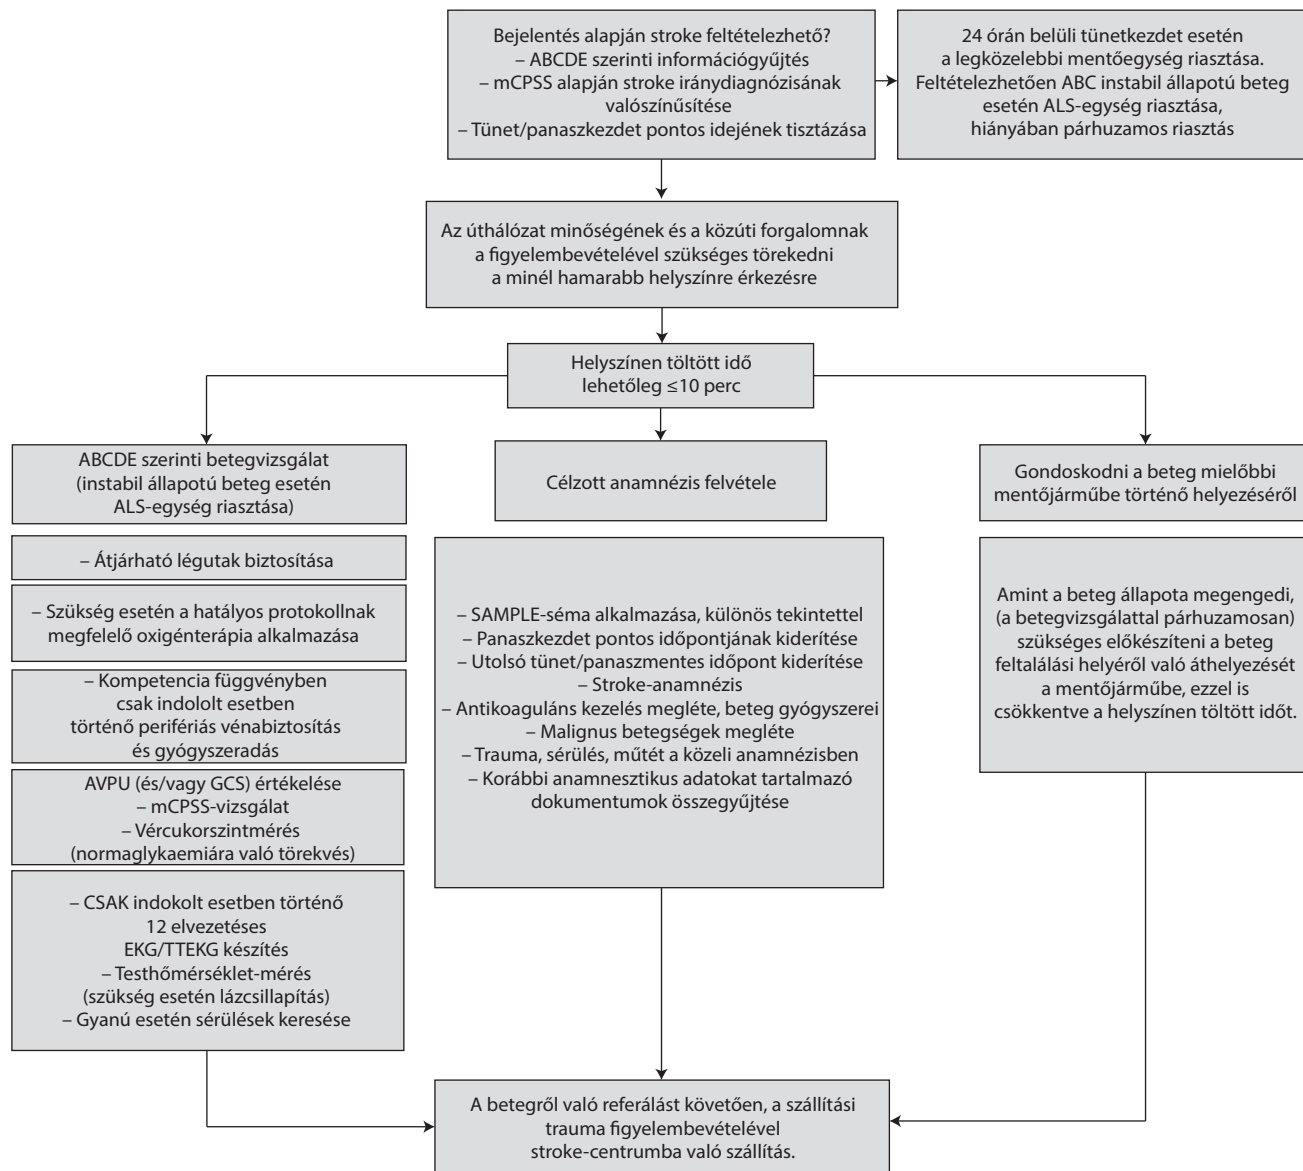 Bejelentés alapján stroke feltételezhető?
– ABCDE szerinti információgyűjtés
– mCPSS alapján stroke iránydiagnózisának
valószínűsítése
– Tünet/panaszkezdet pontos idejének tisztázása
24 órán belüli tünetkezdet esetén
a legközelebbi mentőegység riasztása.
Feltételezhetően ABC instabil állapotú beteg
esetén ALS-egység riasztása,
hiányában párhuzamos riasztás
Az úthálózat minőségének és a közúti forgalomnak
a figyelembevételével szükséges törekedni
a minél hamarabb helyszínre érkezésre
Helyszínen töltött idő
lehetőleg ≤10 perc
ABCDE szerinti betegvizsgálat
(instabil állapotú beteg esetén
ALS-egység riasztása)
– Átjárható légutak biztosítása
– Szükség esetén a hatályos protokollnak
megfelelő oxigénterápia alkalmazása
– Kompetencia függvényben
csak indololt esetben
történő perifériás vénabiztosítás
és gyógyszeradás
AVPU (és/vagy GCS) értékelése
– mCPSS-vizsgálat
– Vércukorszintmérés
(normaglykaemiára való törekvés)
– CSAK indokolt esetben történő
12 elvezetéses
EKG/TTEKG készítés
– Testhőmérséklet-mérés
(szükség esetén lázcsillapítás)
– Gyanú esetén sérülések keresése
Célzott anamnézis felvétele
– SAMPLE-séma alkalmazása, különös tekintettel
– Panaszkezdet pontos időpontjának kiderítése
– Utolsó tünet/panaszmentes időpont kiderítése
– Stroke-anamnézis
– Antikoaguláns kezelés megléte, beteg gyógyszerei
– Malignus betegségek megléte
– Trauma, sérülés, műtét a közeli anamnézisben
– Korábbi anamnesztikus adatokat tartalmazó
dokumentumok összegyűjtése
Gondoskodni a beteg mielőbbi
mentőjárműbe történő helyezéséről
Amint a beteg állapota megengedi,
(a betegvizsgálattal párhuzamosan)
szükséges előkészíteni a beteg
feltalálási helyéről való áthelyezését
a mentőjárműbe, ezzel is
csökkentve a helyszínen töltött időt.
A betegről való referálást követően, a szállítási
trauma figyelembevételével
stroke-centrumba való szállítás.